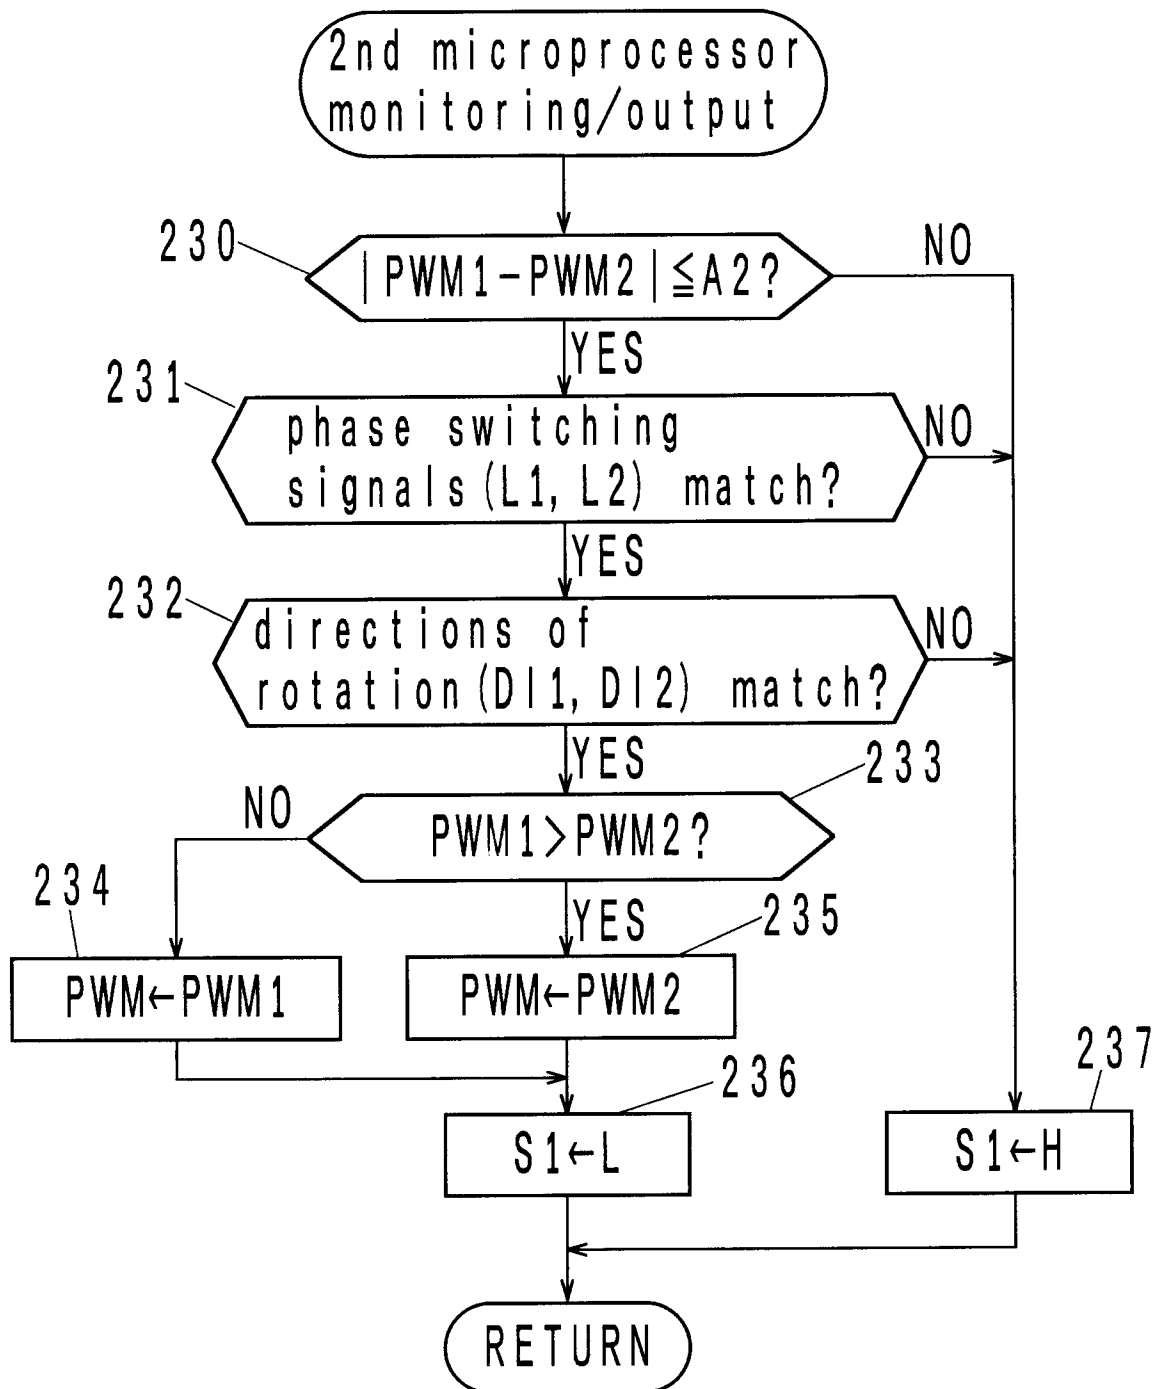 2nd microprocessor
monitoring/output
230
|PWM1-PWM2|≦A2?
NO
YES
231
phase switching
signals(L1, L2) match?
NO
YES
232
directions of
rotation(DI1, DI2) match?
NO
YES
233
PWM1>PWM2?
NO
YES
234
PWM←PWM1
235
PWM←PWM2
236
S1←L
237
S1←H
RETURN